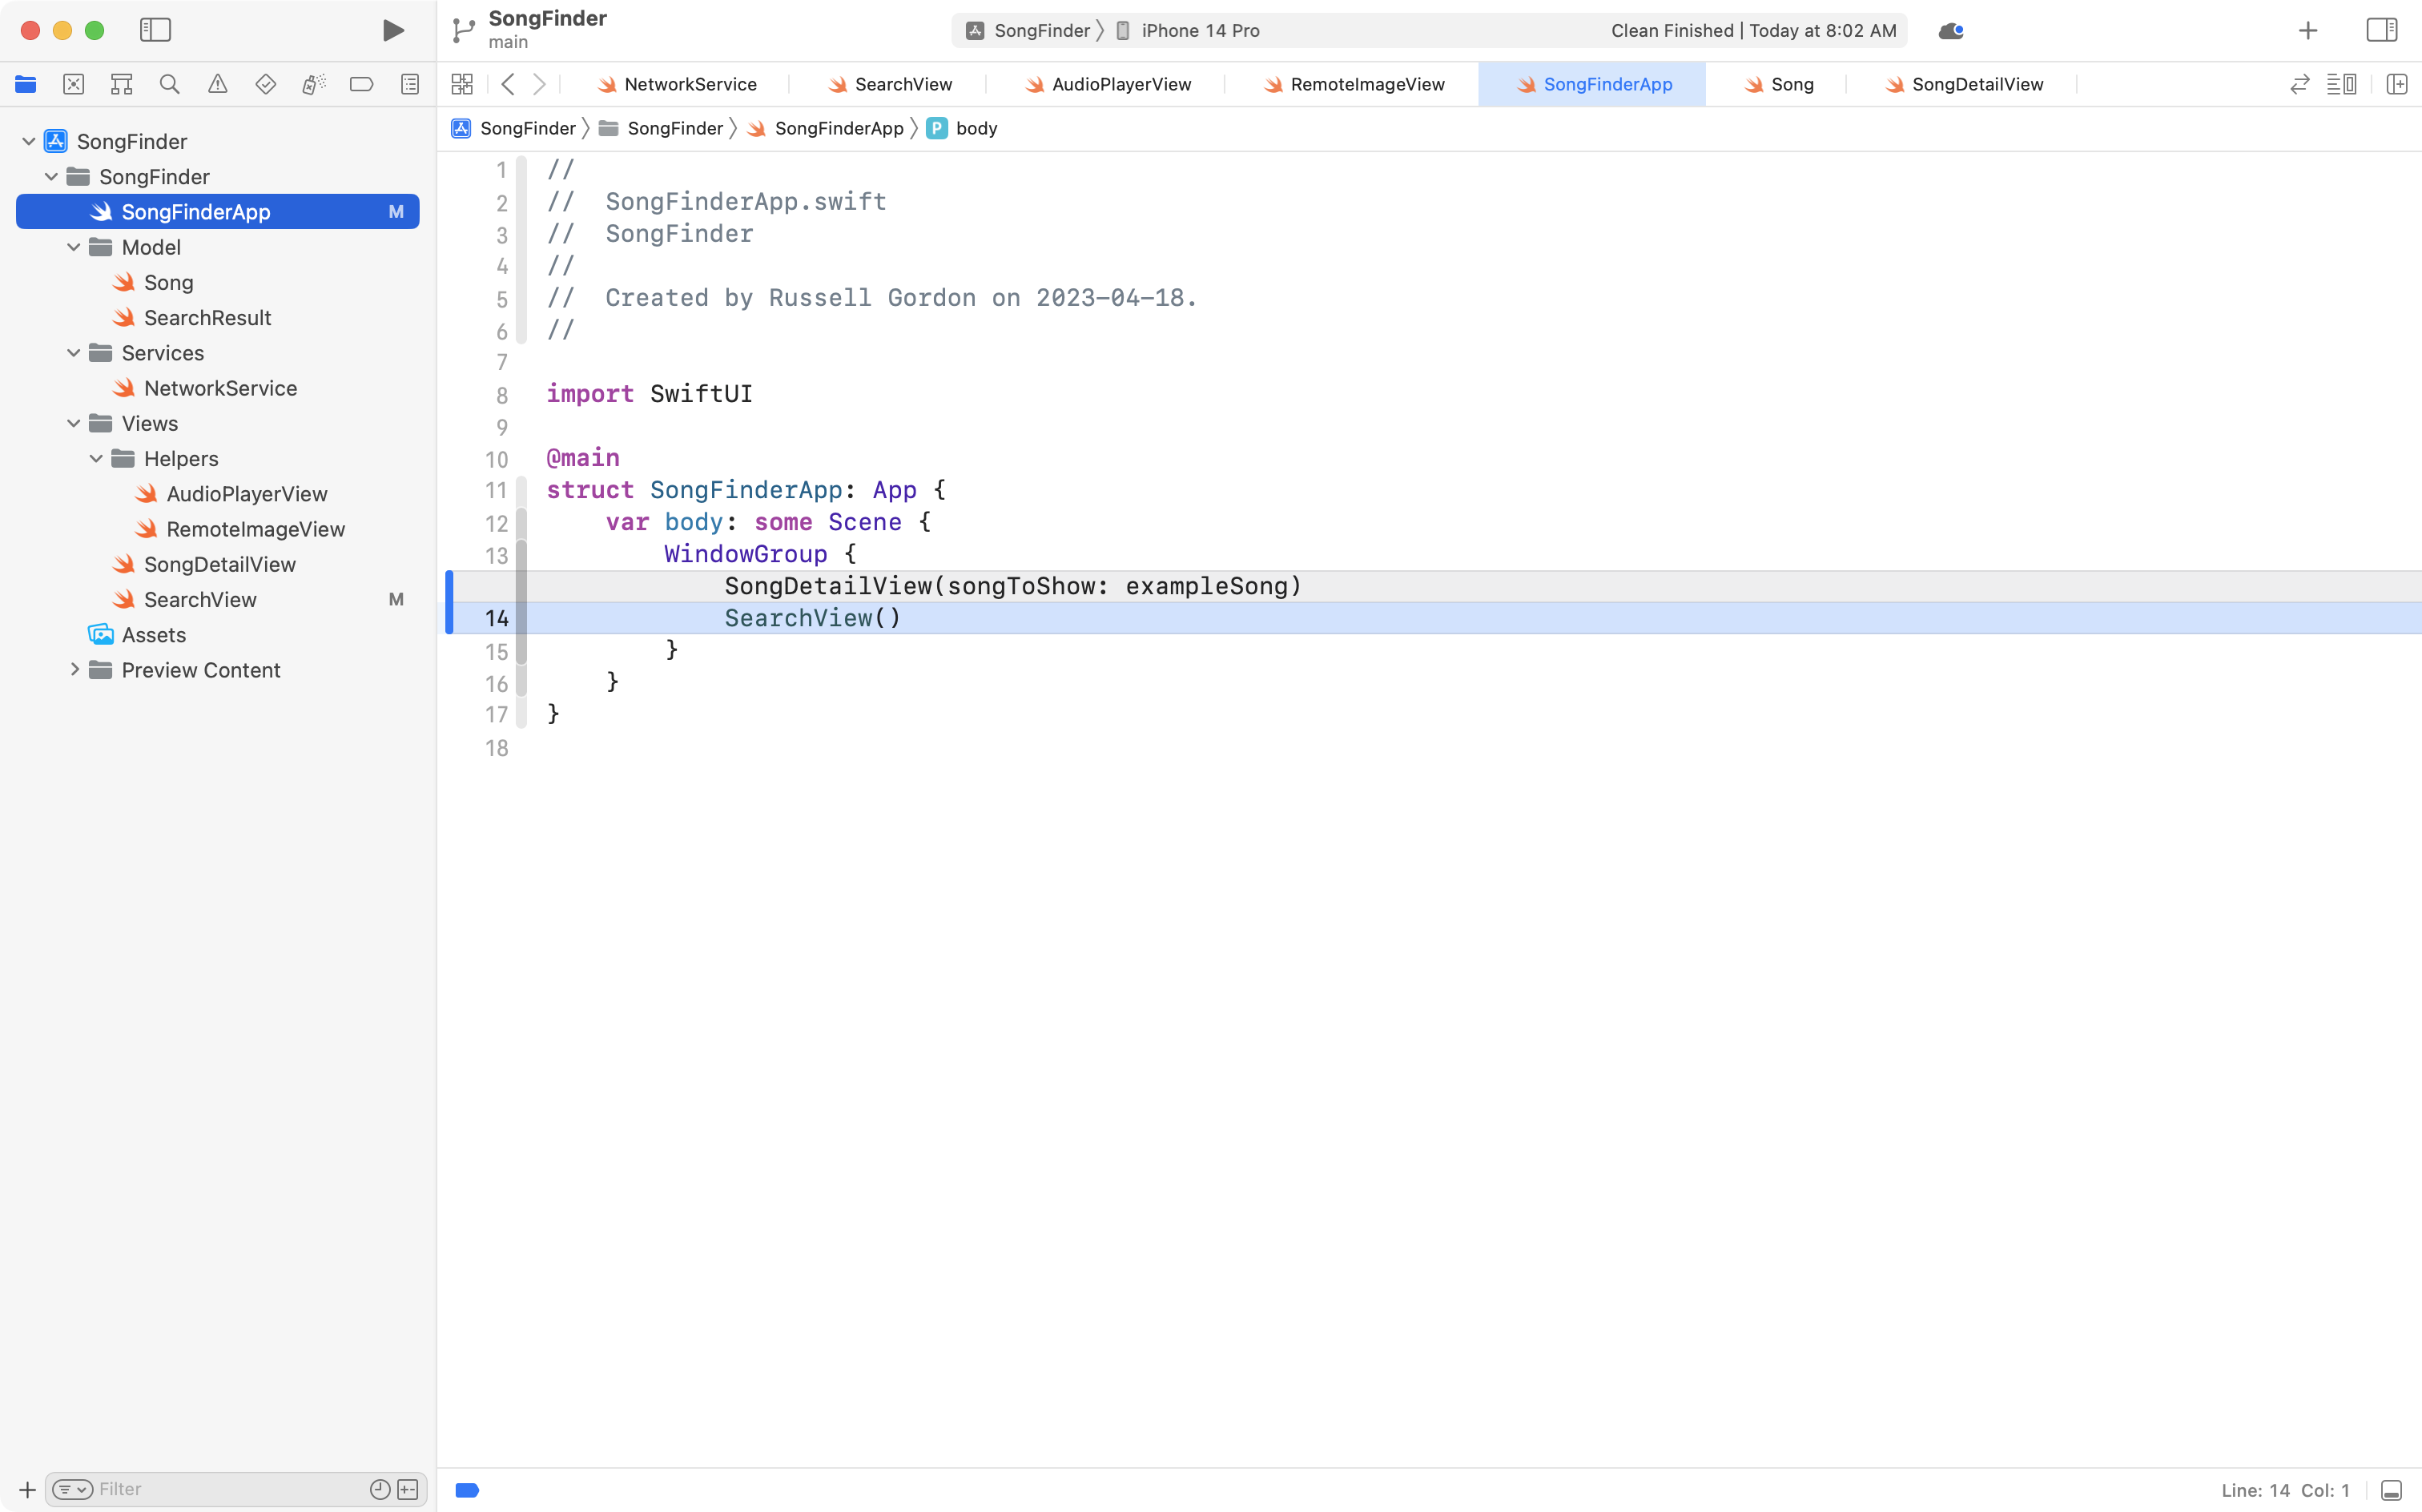 SongFinder
main
SongFinder
iPhone 14 Pro
Clean Finished | Today at 8:02 AM
NetworkService
SearchView
AudioPlayerView
RemoteImageView
SongFinderApp
Song
SongDetailView
SongFinder
SongFinder
SongFinderApp
P
body
SongFinder
SongFinder
SongFinderApp M
Model
Song
SearchResult
Services
NetworkService
Views
Helpers
AudioPlayerView
RemoteImageView
SongDetailView
SearchView M
Assets
Preview Content
1 //
2 //  SongFinderApp.swift
3 //  SongFinder
4 //
5 //  Created by Russell Gordon on 2023-04-18.
6 //
7
8 import SwiftUI
9
10 @main
11 struct SongFinderApp: App {
12     var body: some Scene {
13         WindowGroup {
            SongDetailView(songToShow: exampleSong)
14             SearchView()
15         }
16     }
17 }
18
Filter
Line: 14 Col: 1